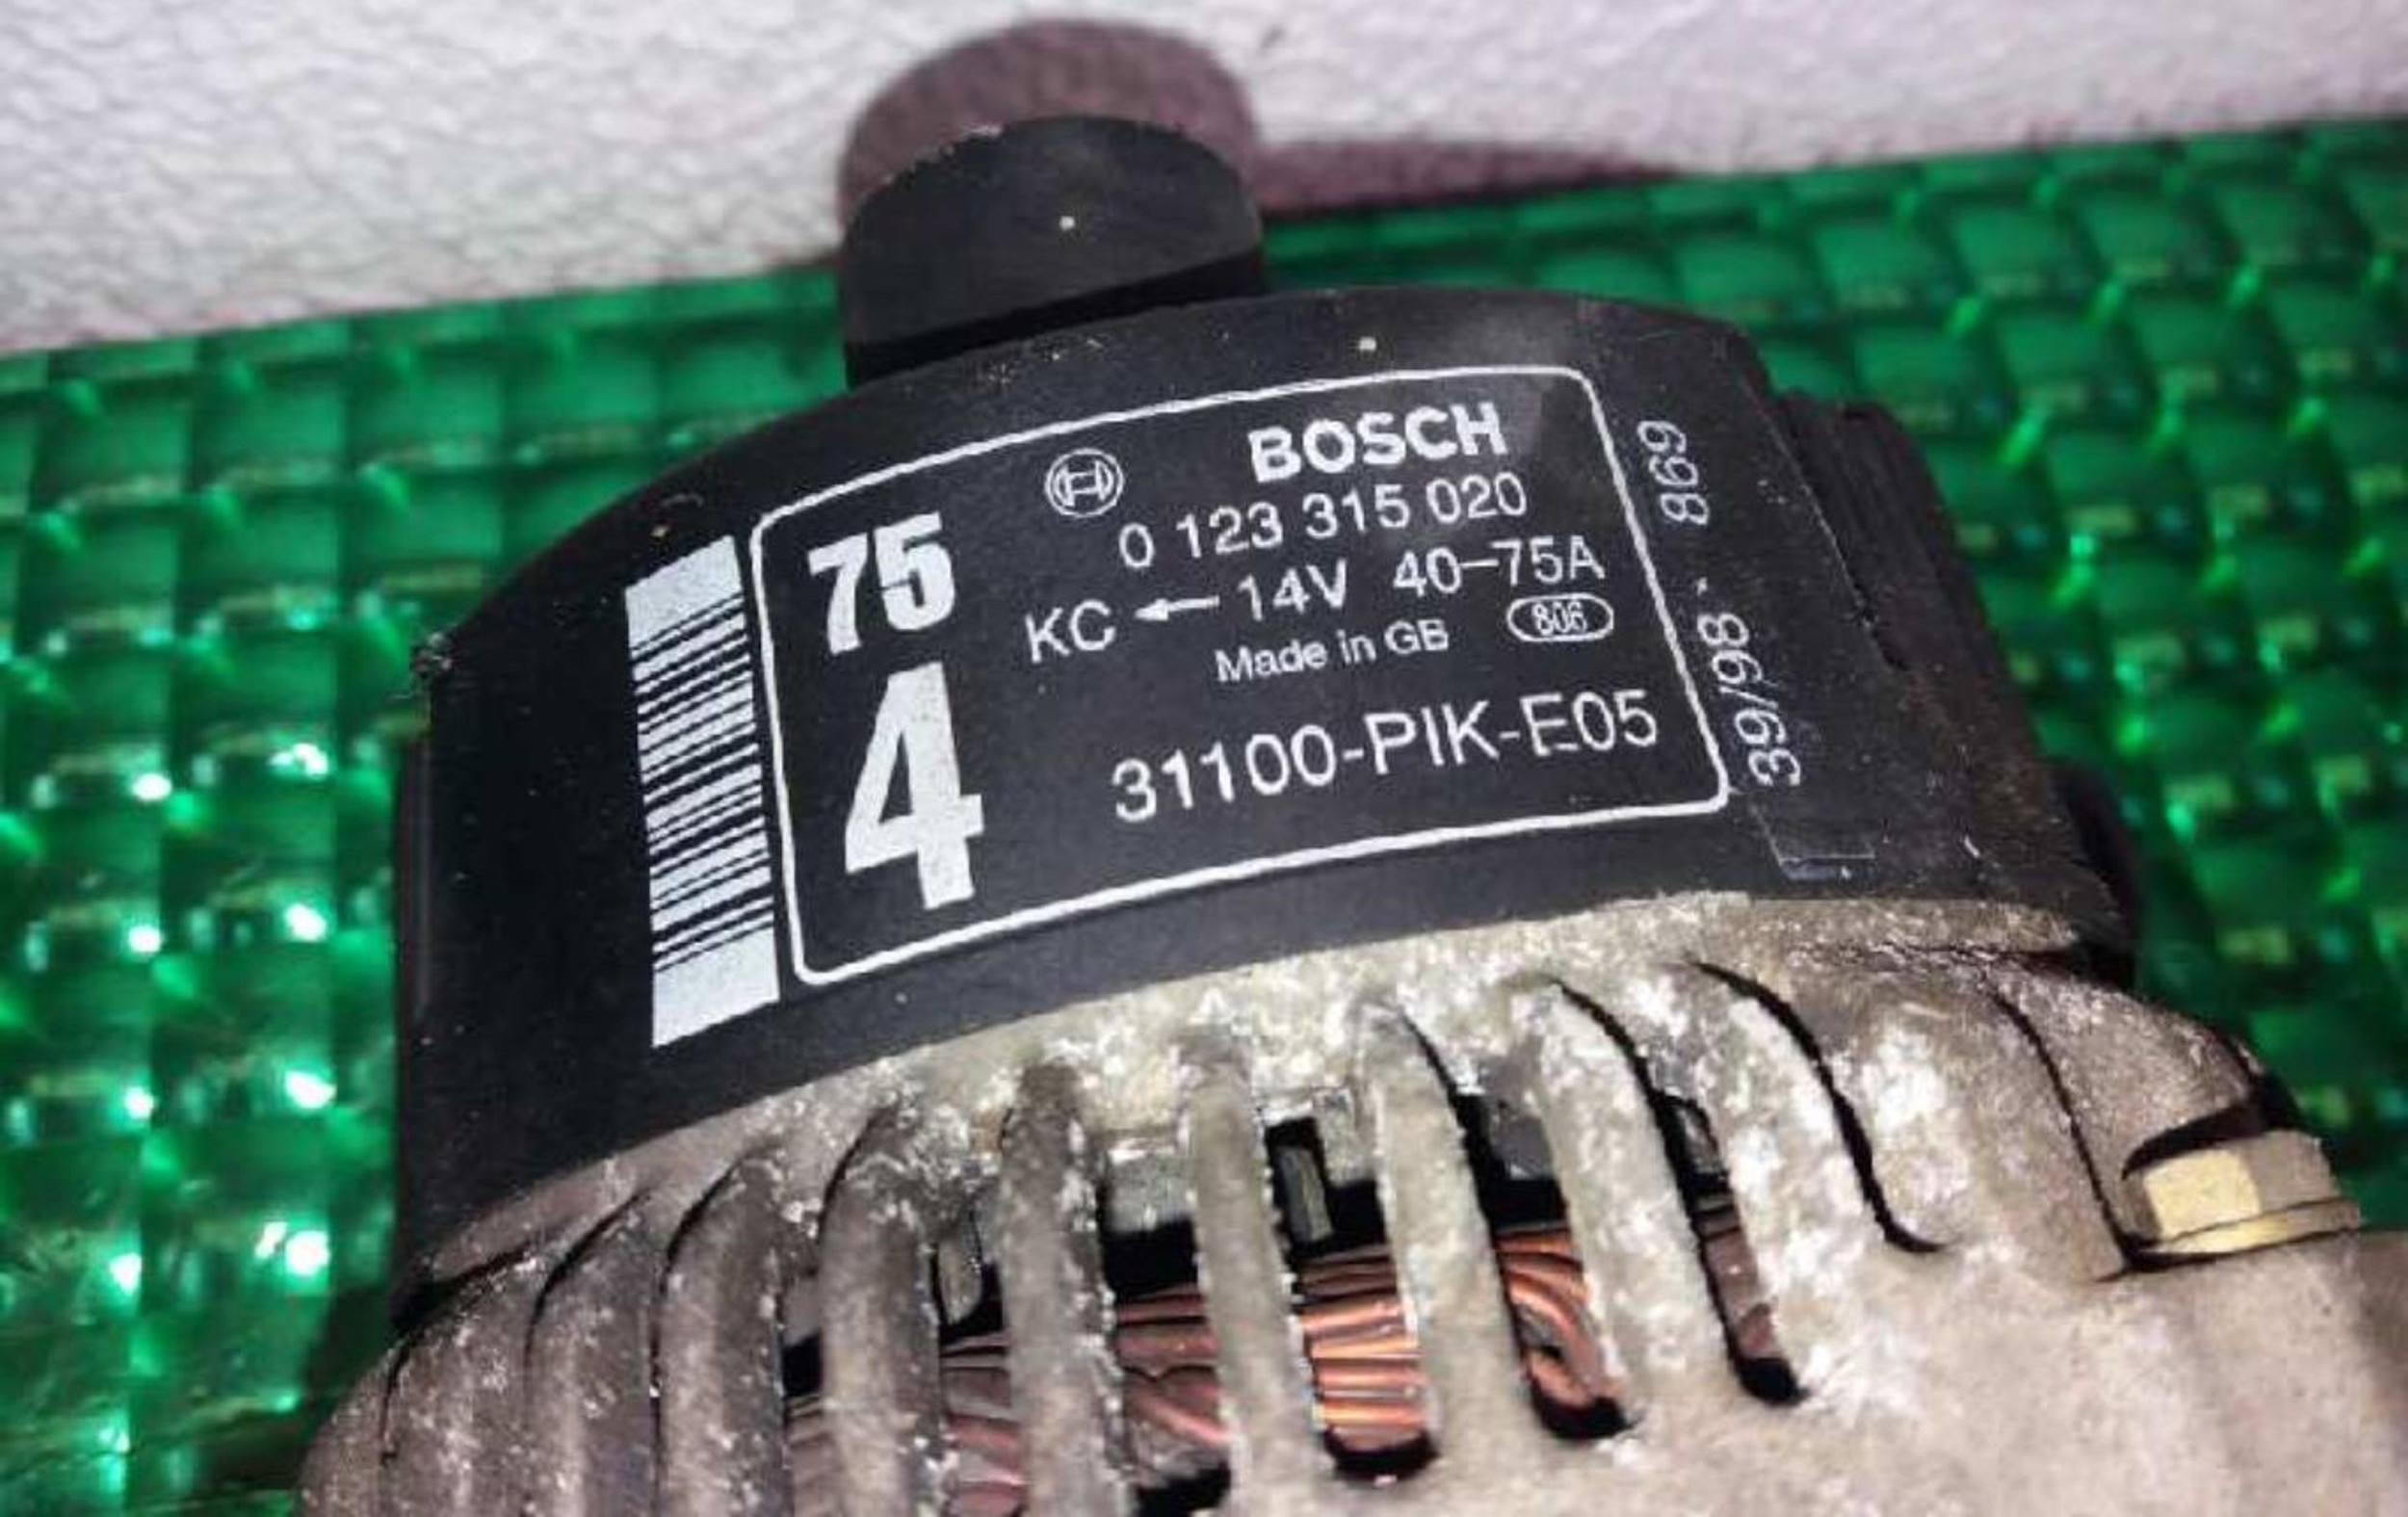 75
4
BOSCH
0 123 315 020
KC ← 14V 40-75A
Made in GB 806
31100-PIK-E05
39/98 869